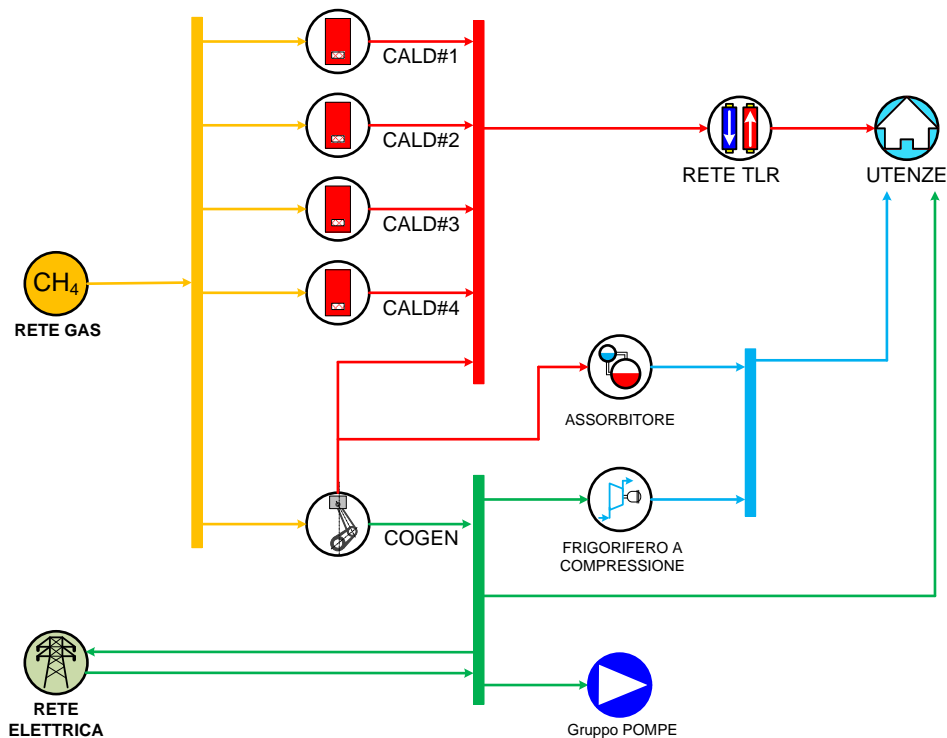 CALD#1
CALD#2
RETE TLR
UTENZE
CALD#3
CH₄
RETE GAS
CALD#4
ASSORBITORE
COGEN
FRIGORIFERO A
COMPRESSIONE
RETE
ELETTRICA
Gruppo POMPE